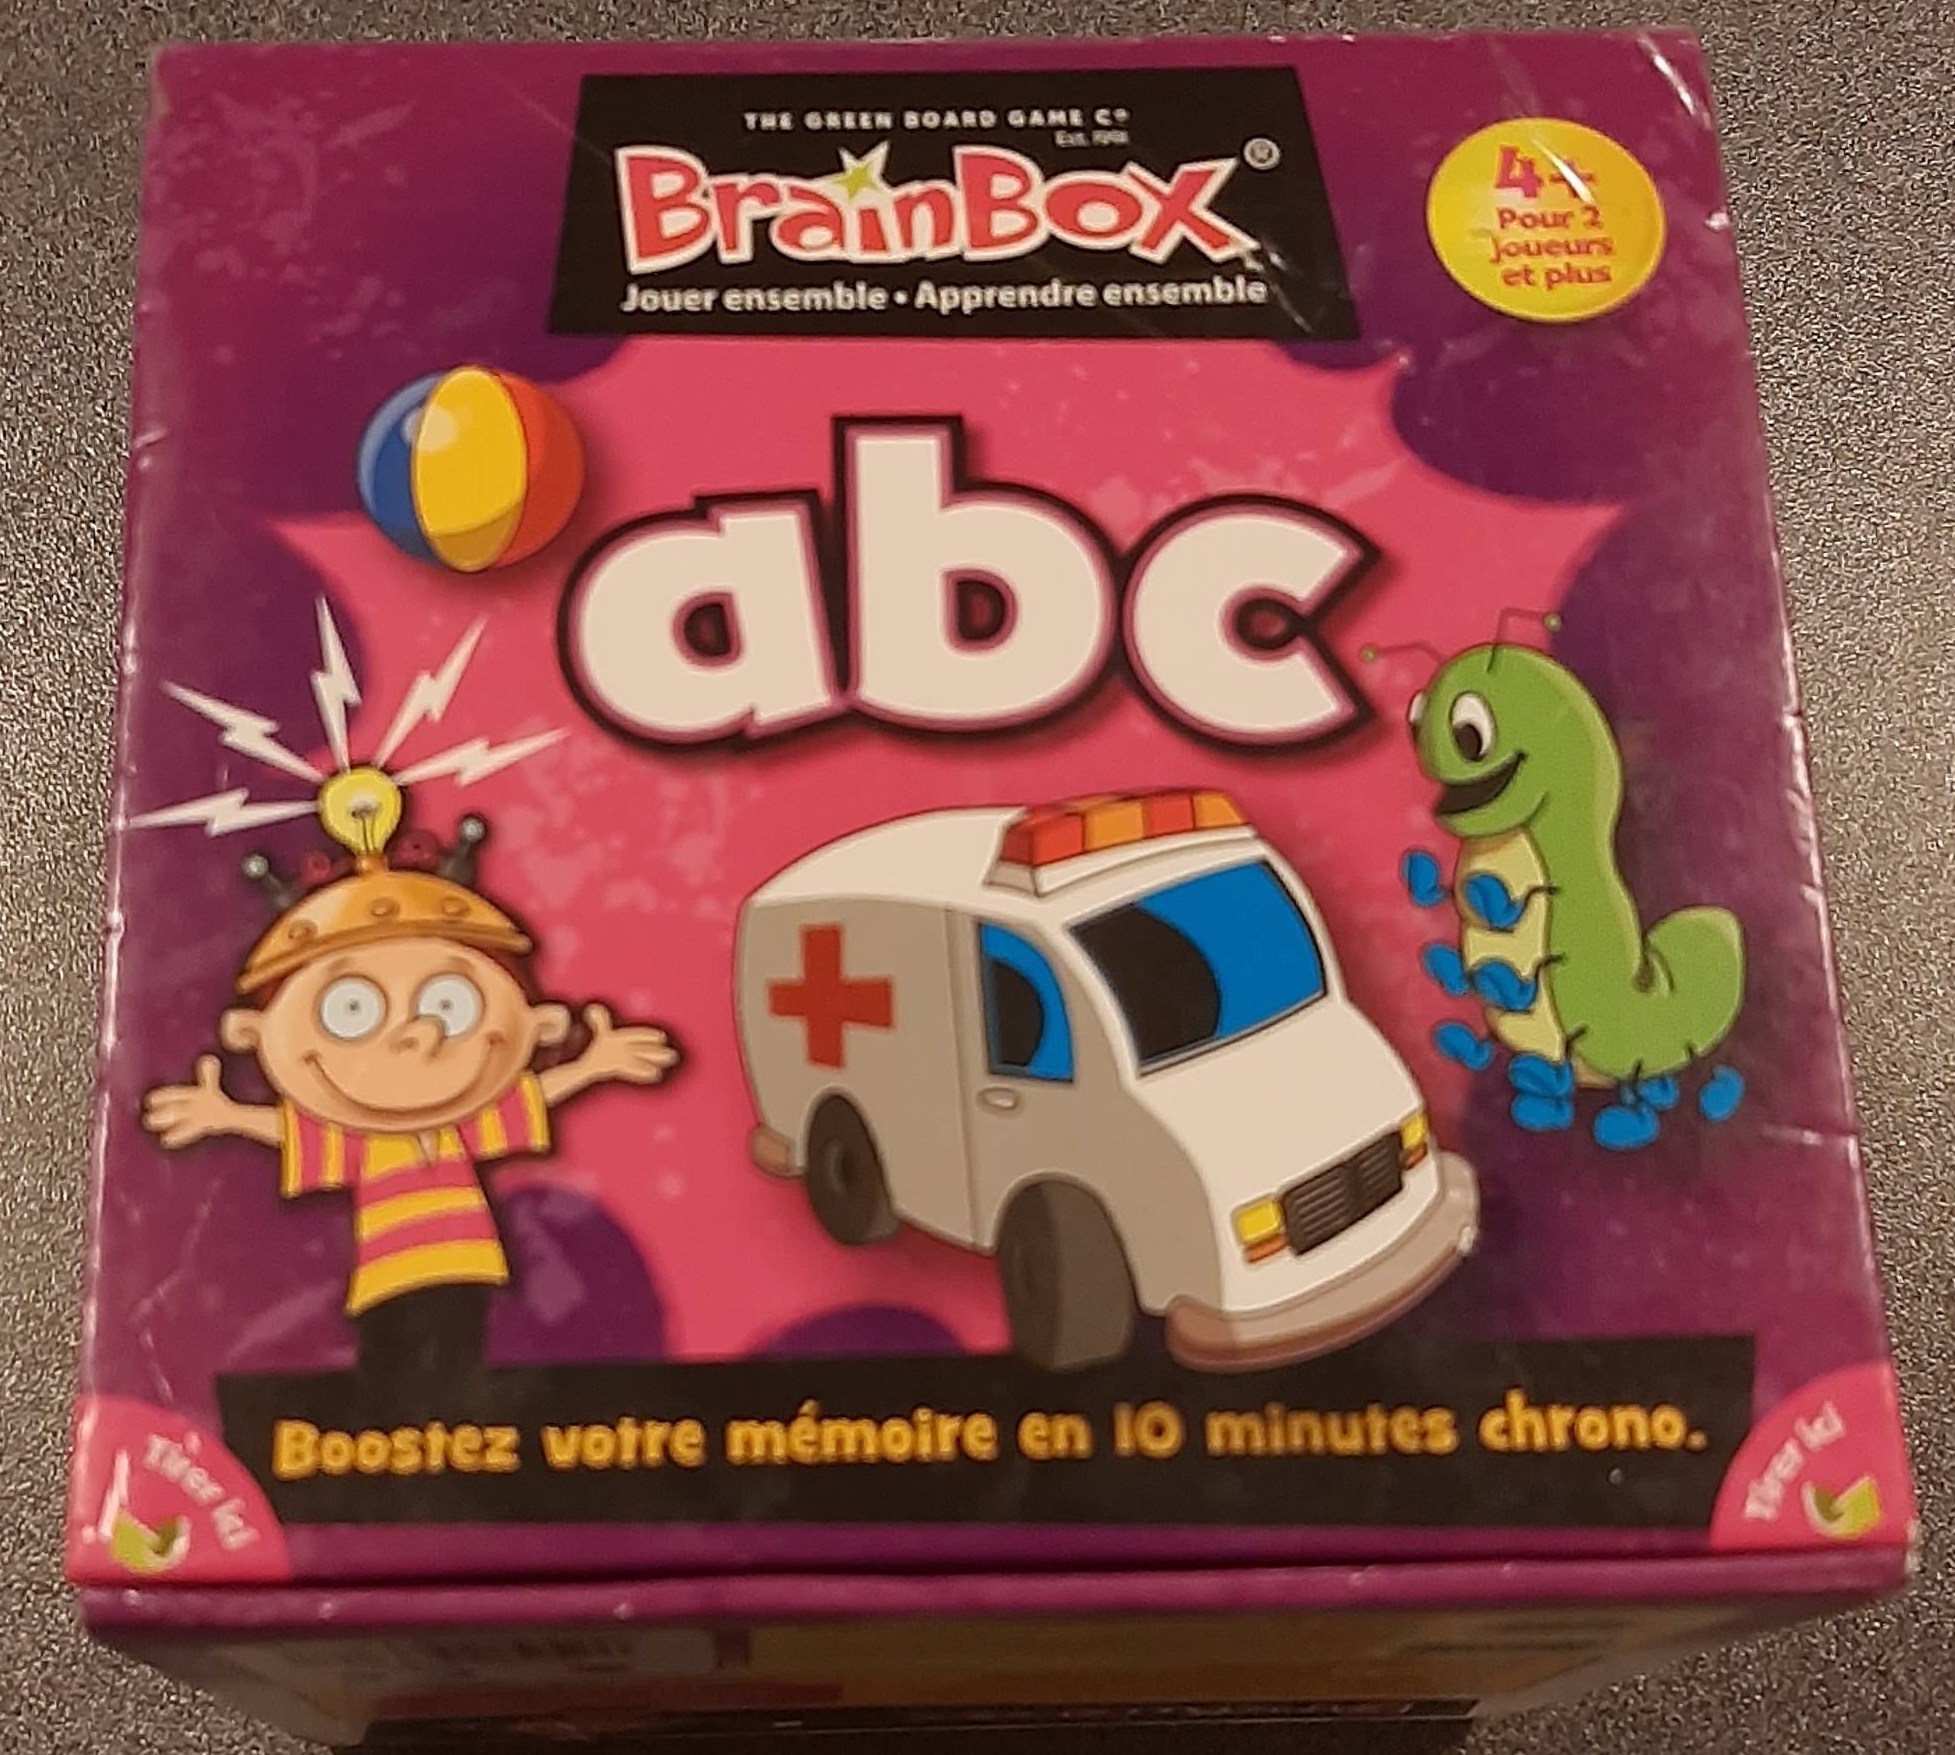 THE GREEN BOARD GAME Cº
Est. 1991
BrainBox®
Jouer ensemble • Apprendre ensemble
4+
Pour 2
joueurs
et plus
abc
Boostez votre mémoire en 10 minutes chrono.
Tirer ici
Tirer ici